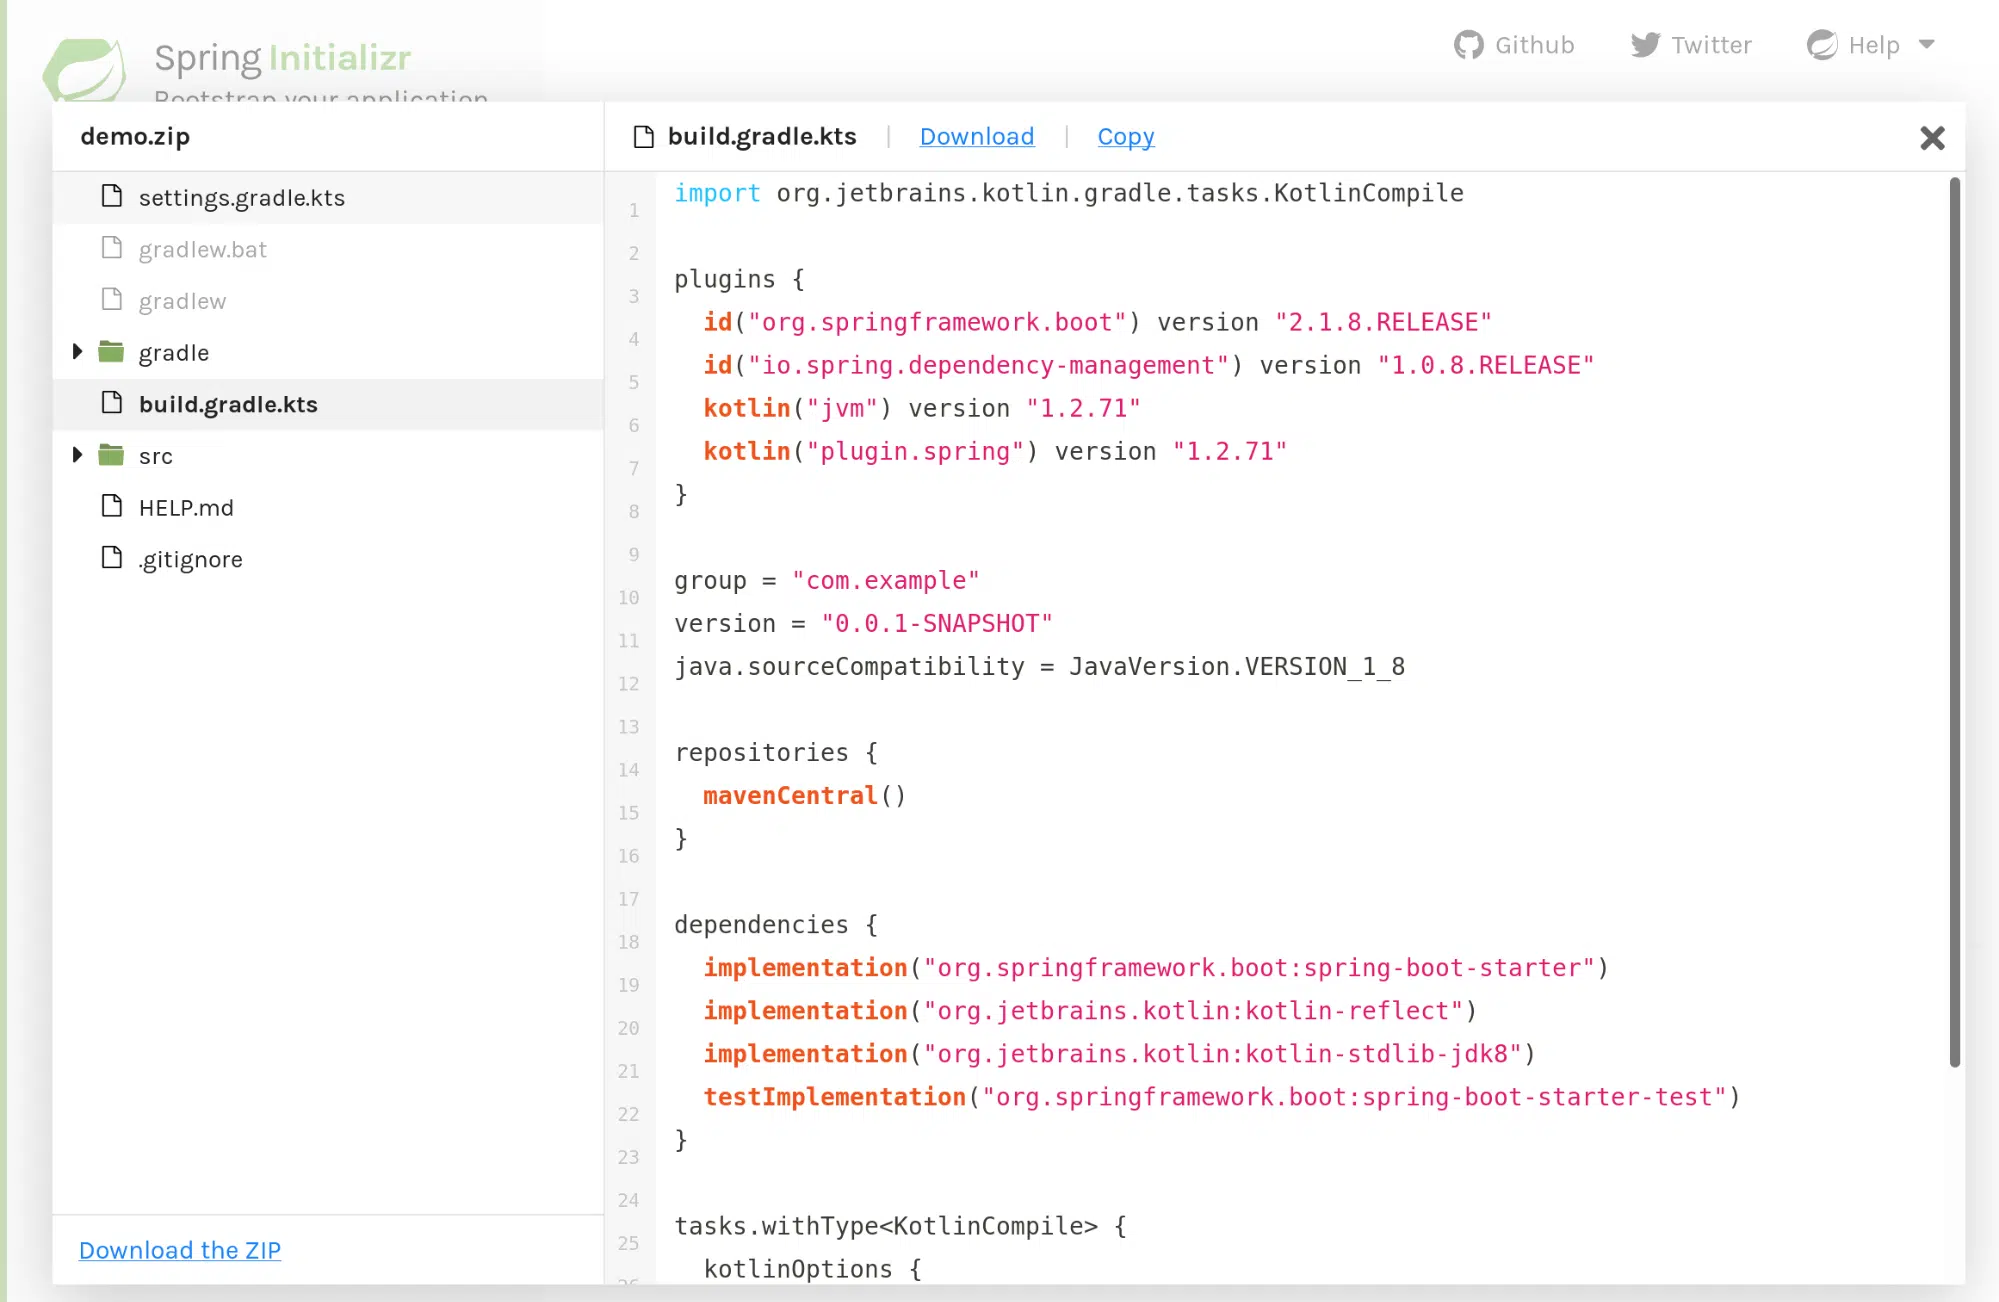 Spring Initializr
Bootstrap your application
Github
Twitter
Help
demo.zip
settings.gradle.kts
gradlew.bat
gradlew
gradle
build.gradle.kts
src
HELP.md
.gitignore
Download the ZIP
build.gradle.kts | Download | Copy
1 import org.jetbrains.kotlin.gradle.tasks.KotlinCompile
2
3 plugins {
4   id("org.springframework.boot") version "2.1.8.RELEASE"
5   id("io.spring.dependency-management") version "1.0.8.RELEASE"
6   kotlin("jvm") version "1.2.71"
7   kotlin("plugin.spring") version "1.2.71"
8 }
9
10 group = "com.example"
11 version = "0.0.1-SNAPSHOT"
12 java.sourceCompatibility = JavaVersion.VERSION_1_8
13
14 repositories {
15   mavenCentral()
16 }
17
18 dependencies {
19   implementation("org.springframework.boot:spring-boot-starter")
20   implementation("org.jetbrains.kotlin:kotlin-reflect")
21   implementation("org.jetbrains.kotlin:kotlin-stdlib-jdk8")
22   testImplementation("org.springframework.boot:spring-boot-starter-test")
23 }
24
25 tasks.withType<KotlinCompile> {
26   kotlinOptions {